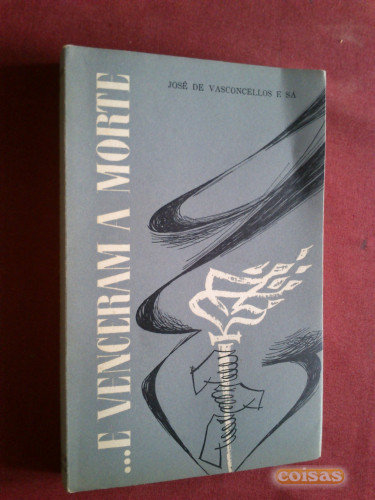 JOSÉ DE VASCONCELLOS E SÁ
...E VENCERAM A MORTE
coisas